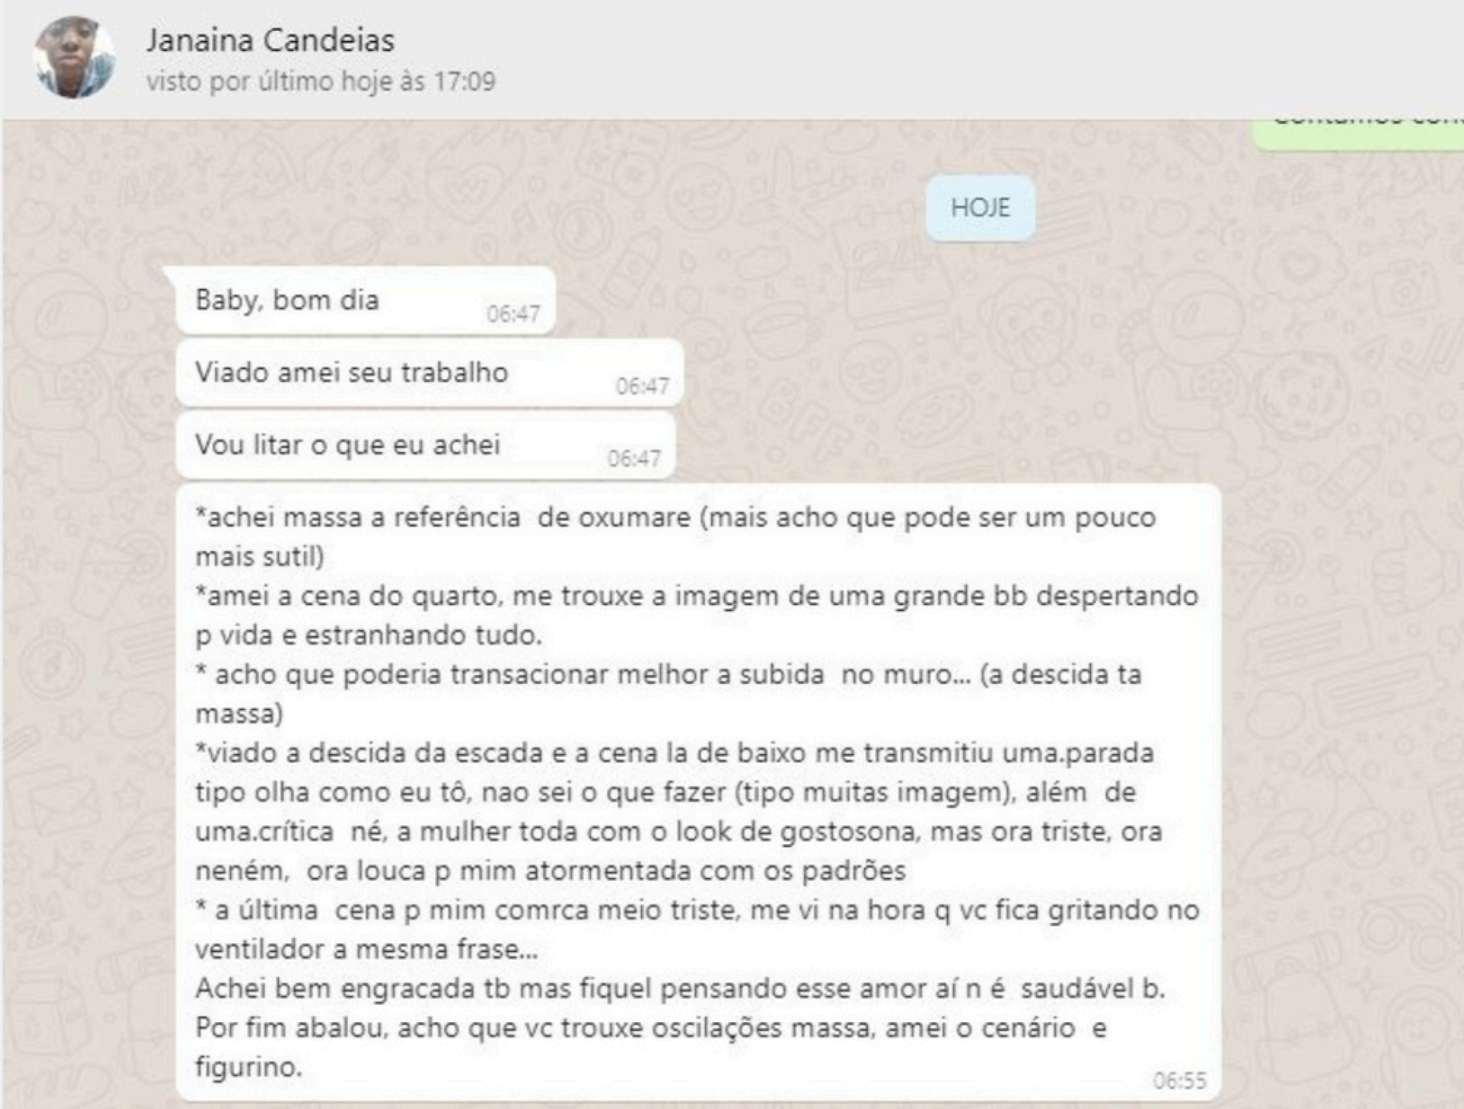 Janaina Candeias
visto por último hoje às 17:09
HOJE
Baby, bom dia
06:47
Viado amei seu trabalho
06:47
Vou litar o que eu achei
06:47
*achei massa a referência  de oxumare (mais acho que pode ser um pouco
mais sutil)
*amei a cena do quarto, me trouxe a imagem de uma grande bb despertando
p vida e estranhando tudo.
* acho que poderia transacionar melhor a subida  no muro... (a descida ta
massa)
*viado a descida da escada e a cena la de baixo me transmitiu uma.parada
tipo olha como eu tô, nao sei o que fazer (tipo muitas imagem), além  de
uma.crítica  né, a mulher toda com o look de gostosona, mas ora triste, ora
neném,  ora louca p mim atormentada com os padrões
* a última  cena p mim comrca meio triste, me vi na hora q vc fica gritando no
ventilador a mesma frase...
Achei bem engracada tb mas fiquel pensando esse amor aí n é  saudável b.
Por fim abalou, acho que vc trouxe oscilações massa, amei o cenário  e
figurino.
06:55